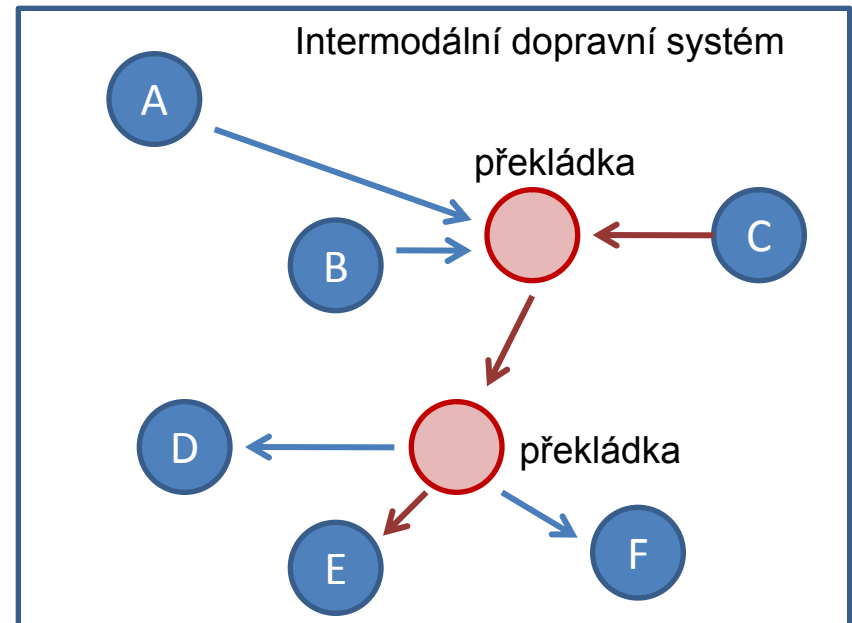 Intermodální dopravní systém
A
překládka
B
C
D
překládka
E
F